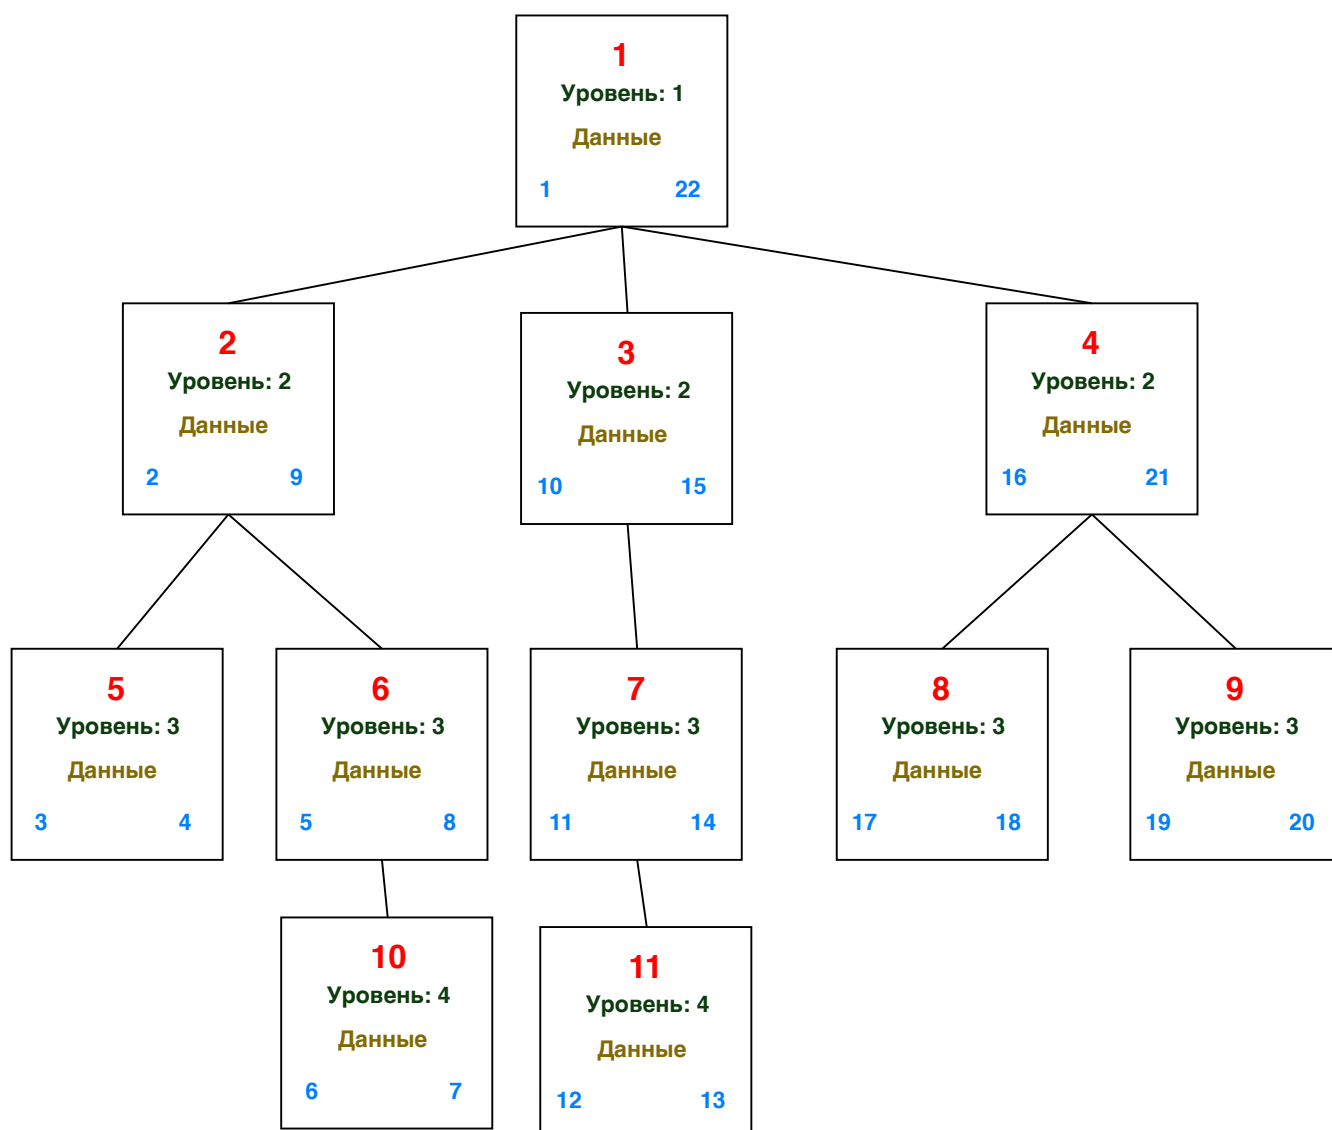 1
Уровень: 1
Данные
1 22
2
Уровень: 2
Данные
2 9
3
Уровень: 2
Данные
10 15
4
Уровень: 2
Данные
16 21
5
Уровень: 3
Данные
3 4
6
Уровень: 3
Данные
5 8
7
Уровень: 3
Данные
11 14
8
Уровень: 3
Данные
17 18
9
Уровень: 3
Данные
19 20
10
Уровень: 4
Данные
6 7
11
Уровень: 4
Данные
12 13